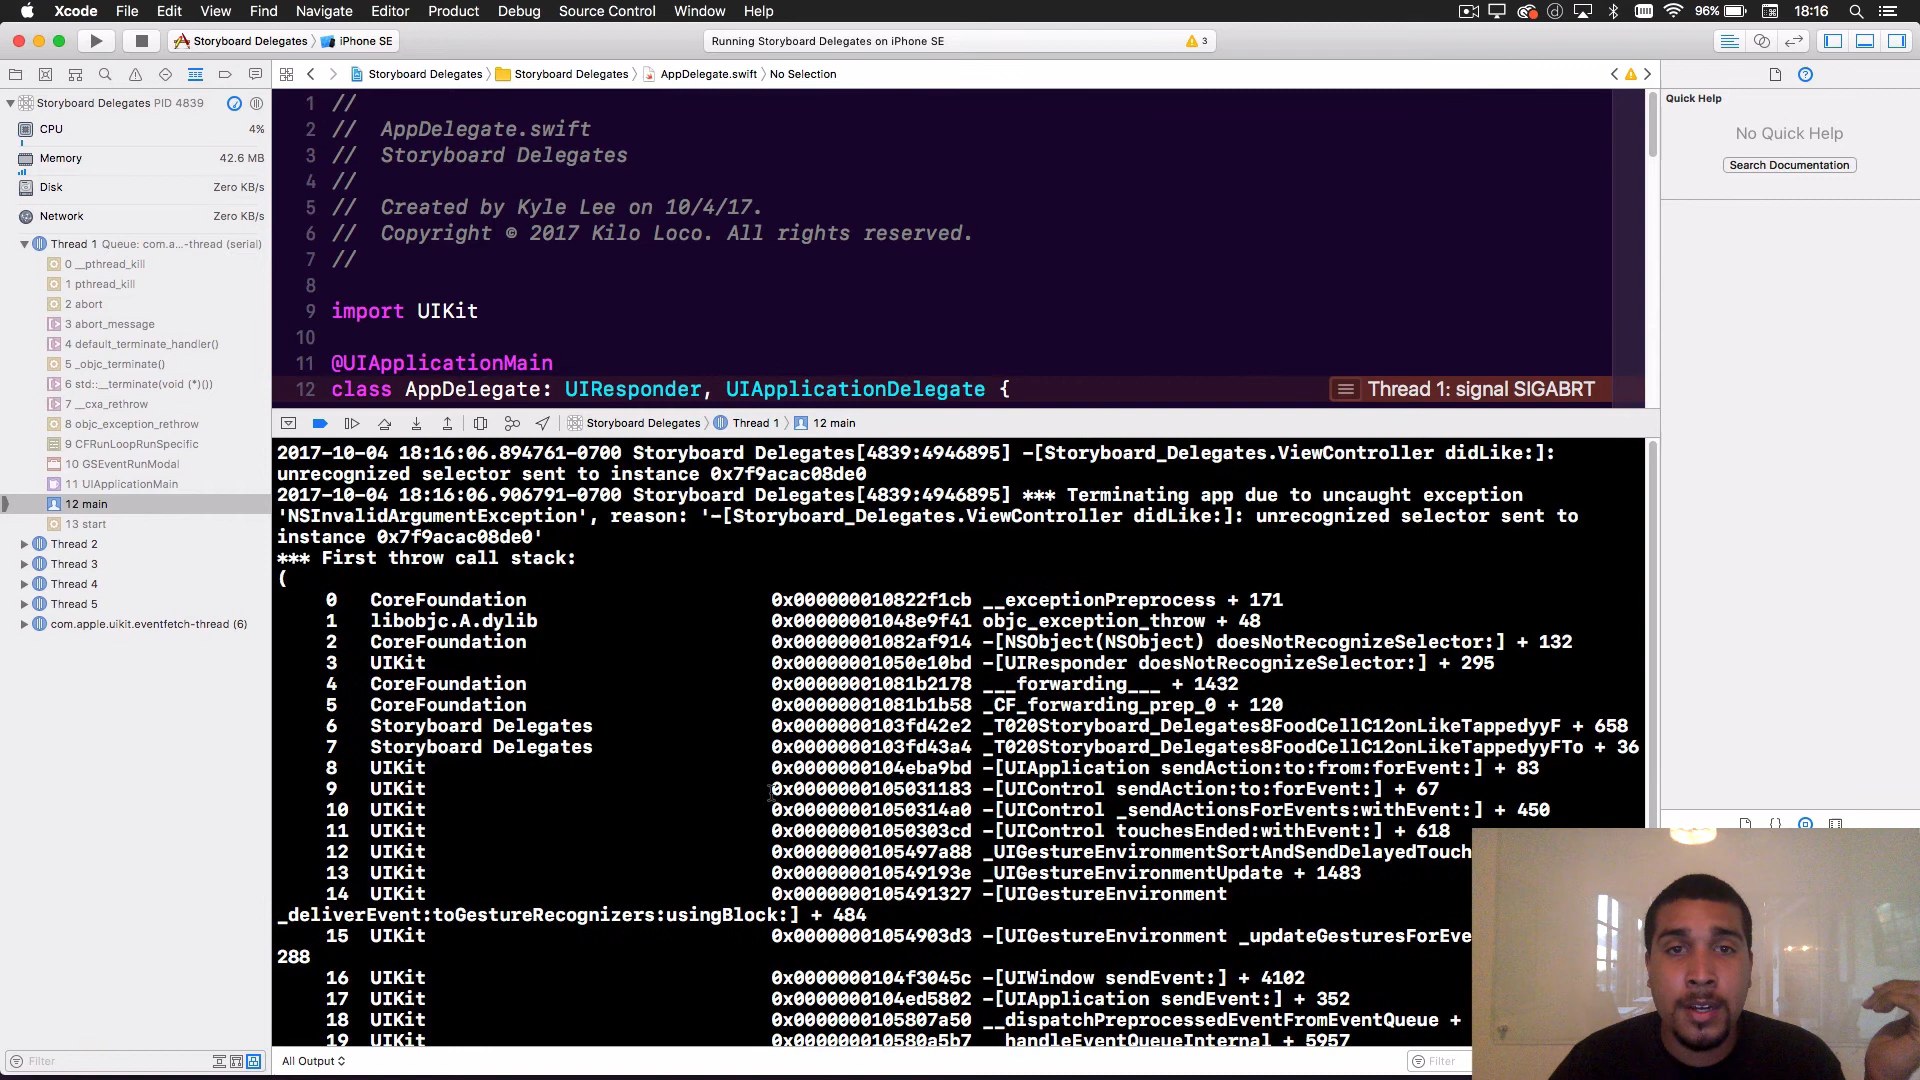 Xcode File Edit View Find Navigate Editor Product Debug Source Control Window Help 96% 18:16
Storyboard Delegates iPhone SE Running Storyboard Delegates on iPhone SE 3
Storyboard Delegates Storyboard Delegates AppDelegate.swift No Selection
Quick Help
No Quick Help
Search Documentation
Storyboard Delegates PID 4839
CPU 4%
Memory 42.6 MB
Disk Zero KB/s
Network Zero KB/s
Thread 1 Queue: com.a...-thread (serial)
0 __pthread_kill
1 pthread_kill
2 abort
3 abort_message
4 default_terminate_handler()
5 _objc_terminate()
6 std::__terminate(void (*)())
7 __cxa_rethrow
8 objc_exception_rethrow
9 CFRunLoopRunSpecific
10 GSEventRunModal
11 UIApplicationMain
12 main
13 start
Thread 2
Thread 3
Thread 4
Thread 5
com.apple.uikit.eventfetch-thread (6)
Filter
1 //
2 // AppDelegate.swift
3 // Storyboard Delegates
4 //
5 // Created by Kyle Lee on 10/4/17.
6 // Copyright © 2017 Kilo Loco. All rights reserved.
7 //
8
9 import UIKit
10
11 @UIApplicationMain
12 class AppDelegate: UIResponder, UIApplicationDelegate { Thread 1: signal SIGABRT
Storyboard Delegates Thread 1 12 main
2017-10-04 18:16:06.894761-0700 Storyboard Delegates[4839:4946895] -[Storyboard_Delegates.ViewController didLike:]:
unrecognized selector sent to instance 0x7f9acac08de0
2017-10-04 18:16:06.906791-0700 Storyboard Delegates[4839:4946895] *** Terminating app due to uncaught exception
'NSInvalidArgumentException', reason: '-[Storyboard_Delegates.ViewController didLike:]: unrecognized selector sent to
instance 0x7f9acac08de0'
*** First throw call stack:
(
0 CoreFoundation 0x000000010822f1cb __exceptionPreprocess + 171
1 libobjc.A.dylib 0x00000001048e9f41 objc_exception_throw + 48
2 CoreFoundation 0x00000001082af914 -[NSObject(NSObject) doesNotRecognizeSelector:] + 132
3 UIKit 0x00000001050e10bd -[UIResponder doesNotRecognizeSelector:] + 295
4 CoreFoundation 0x00000001081b2178 ___forwarding___ + 1432
5 CoreFoundation 0x00000001081b1b58 _CF_forwarding_prep_0 + 120
6 Storyboard Delegates 0x0000000103fd42e2 _T020Storyboard_Delegates8FoodCellC12onLikeTappedyyF + 658
7 Storyboard Delegates 0x0000000103fd43a4 _T020Storyboard_Delegates8FoodCellC12onLikeTappedyyFTo + 36
8 UIKit 0x0000000104eba9bd -[UIApplication sendAction:to:from:forEvent:] + 83
9 UIKit 0x0000000105031183 -[UIControl sendAction:to:forEvent:] + 67
10 UIKit 0x00000001050314a0 -[UIControl _sendActionsForEvents:withEvent:] + 450
11 UIKit 0x00000001050303cd -[UIControl touchesEnded:withEvent:] + 618
12 UIKit 0x0000000105497a88 _UIGestureEnvironmentSortAndSendDelayedTouch
13 UIKit 0x000000010549193e _UIGestureEnvironmentUpdate + 1483
14 UIKit 0x0000000105491327 -[UIGestureEnvironment
_deliverEvent:toGestureRecognizers:usingBlock:] + 484
15 UIKit 0x00000001054903d3 -[UIGestureEnvironment _updateGesturesForEve
288
16 UIKit 0x0000000104f3045c -[UIWindow sendEvent:] + 4102
17 UIKit 0x0000000104ed5802 -[UIApplication sendEvent:] + 352
18 UIKit 0x0000000105807a50 __dispatchPreprocessedEventFromEventQueue +
19 UIKit 0x000000010580a5b7 __handleEventQueueInternal + 5957
All Output Filter